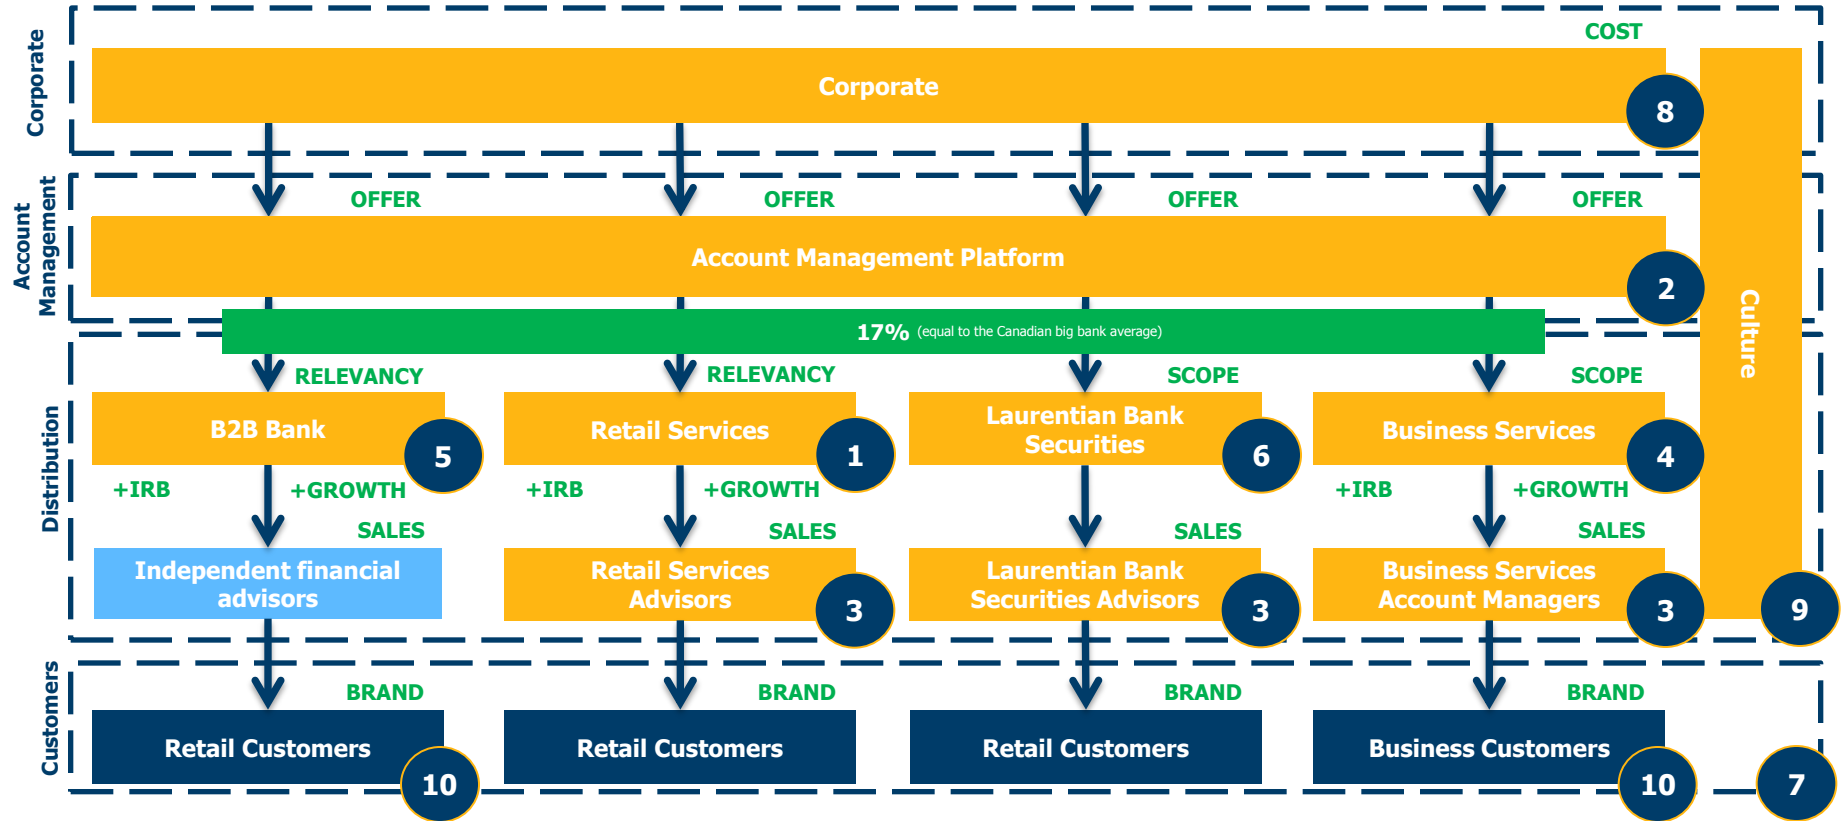 Corporate
COST
Corporate
8
Account
Management
OFFER
OFFER
OFFER
OFFER
Account Management Platform
2
Culture
17% (equal to the Canadian big bank average)
Distribution
RELEVANCY
RELEVANCY
SCOPE
SCOPE
B2B Bank
5
Retail Services
1
Laurentian Bank
Securities
6
Business Services
4
+IRB
+GROWTH
+IRB
+GROWTH
+IRB
+GROWTH
SALES
SALES
SALES
SALES
Independent financial
advisors
Retail Services
Advisors
3
Laurentian Bank
Securities Advisors
3
Business Services
Account Managers
3
9
Customers
BRAND
BRAND
BRAND
BRAND
Retail Customers
10
Retail Customers
Retail Customers
Business Customers
10
7